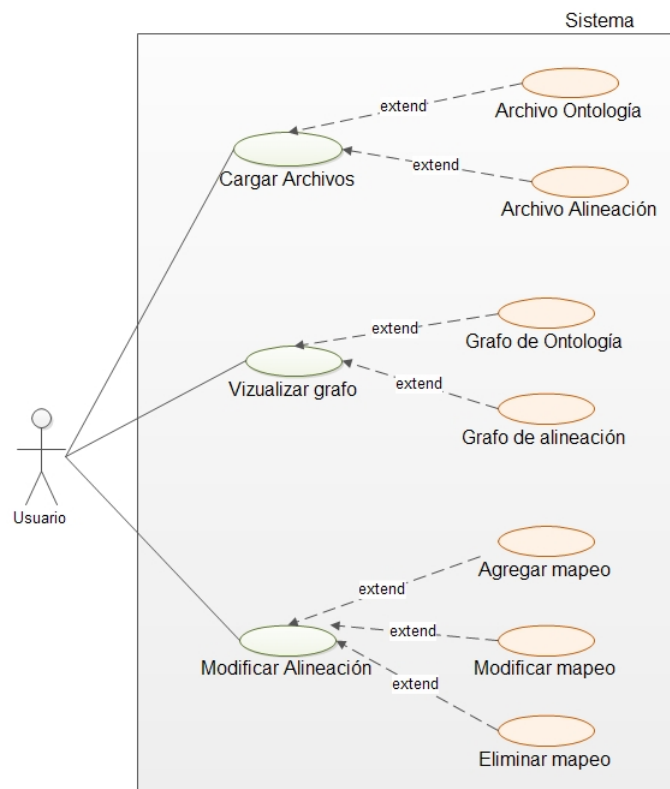 Sistema
extend
Archivo Ontología
Cargar Archivos
extend
Archivo Alineación
extend
Grafo de Ontología
Vizualizar grafo
extend
Grafo de alineación
Usuario
extend
Agregar mapeo
extend
Modificar Alineación
Modificar mapeo
extend
Eliminar mapeo